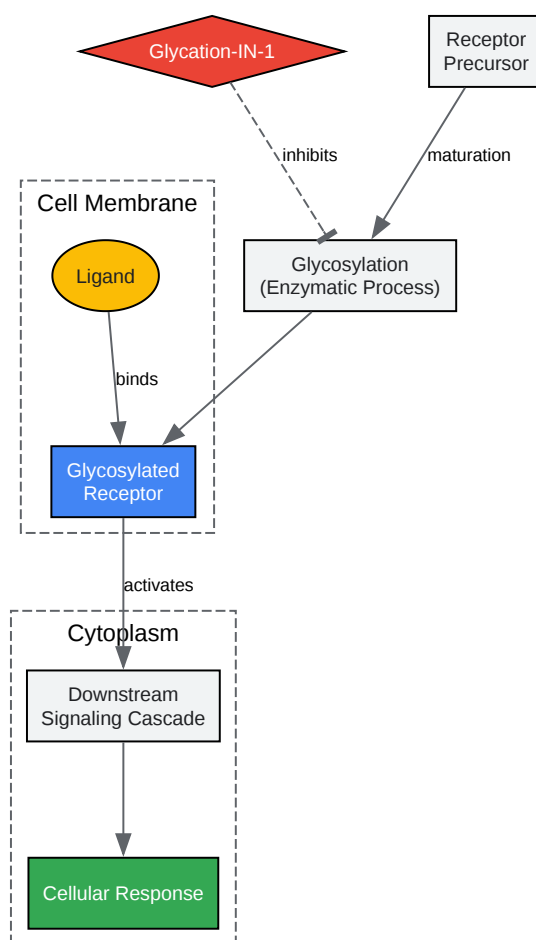 Glycation-IN-1
Receptor
Precursor
inhibits
maturation
Cell Membrane
Ligand
Glycosylation
(Enzymatic Process)
binds
Glycosylated
Receptor
activates
Cytoplasm
Downstream
Signaling Cascade
Cellular Response